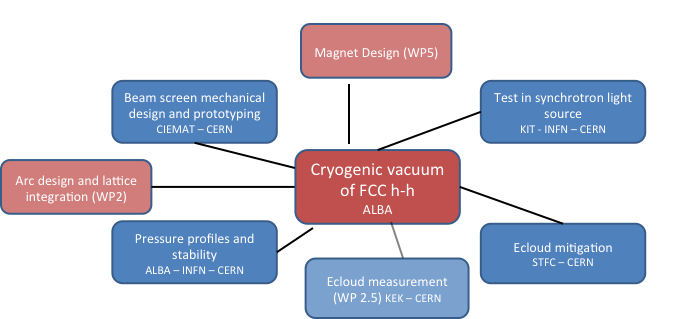 Magnet Design (WP5)
Beam screen mechanical
design and prototyping
CIEMAT – CERN
Test in synchrotron light
source
KIT - INFN – CERN
Cryogenic vacuum
of FCC h-h
ALBA
Arc design and lattice
integration (WP2)
Pressure profiles and
stability
ALBA – INFN – CERN
Ecloud measurement
(WP 2.5) KEK – CERN
Ecloud mitigation
STFC – CERN